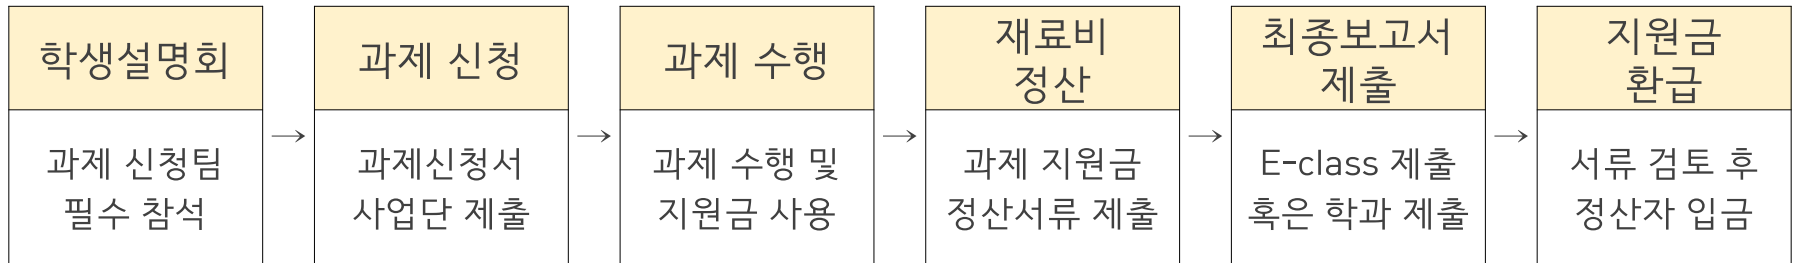 학생설명회
과제 신청팀
필수 참석
→
과제 신청
과제신청서
사업단 제출
→
과제 수행
과제 수행 및
지원금 사용
→
재료비
정산
과제 지원금
정산서류 제출
→
최종보고서
제출
E-class 제출
혹은 학과 제출
→
지원금
환급
서류 검토 후
정산자 입금